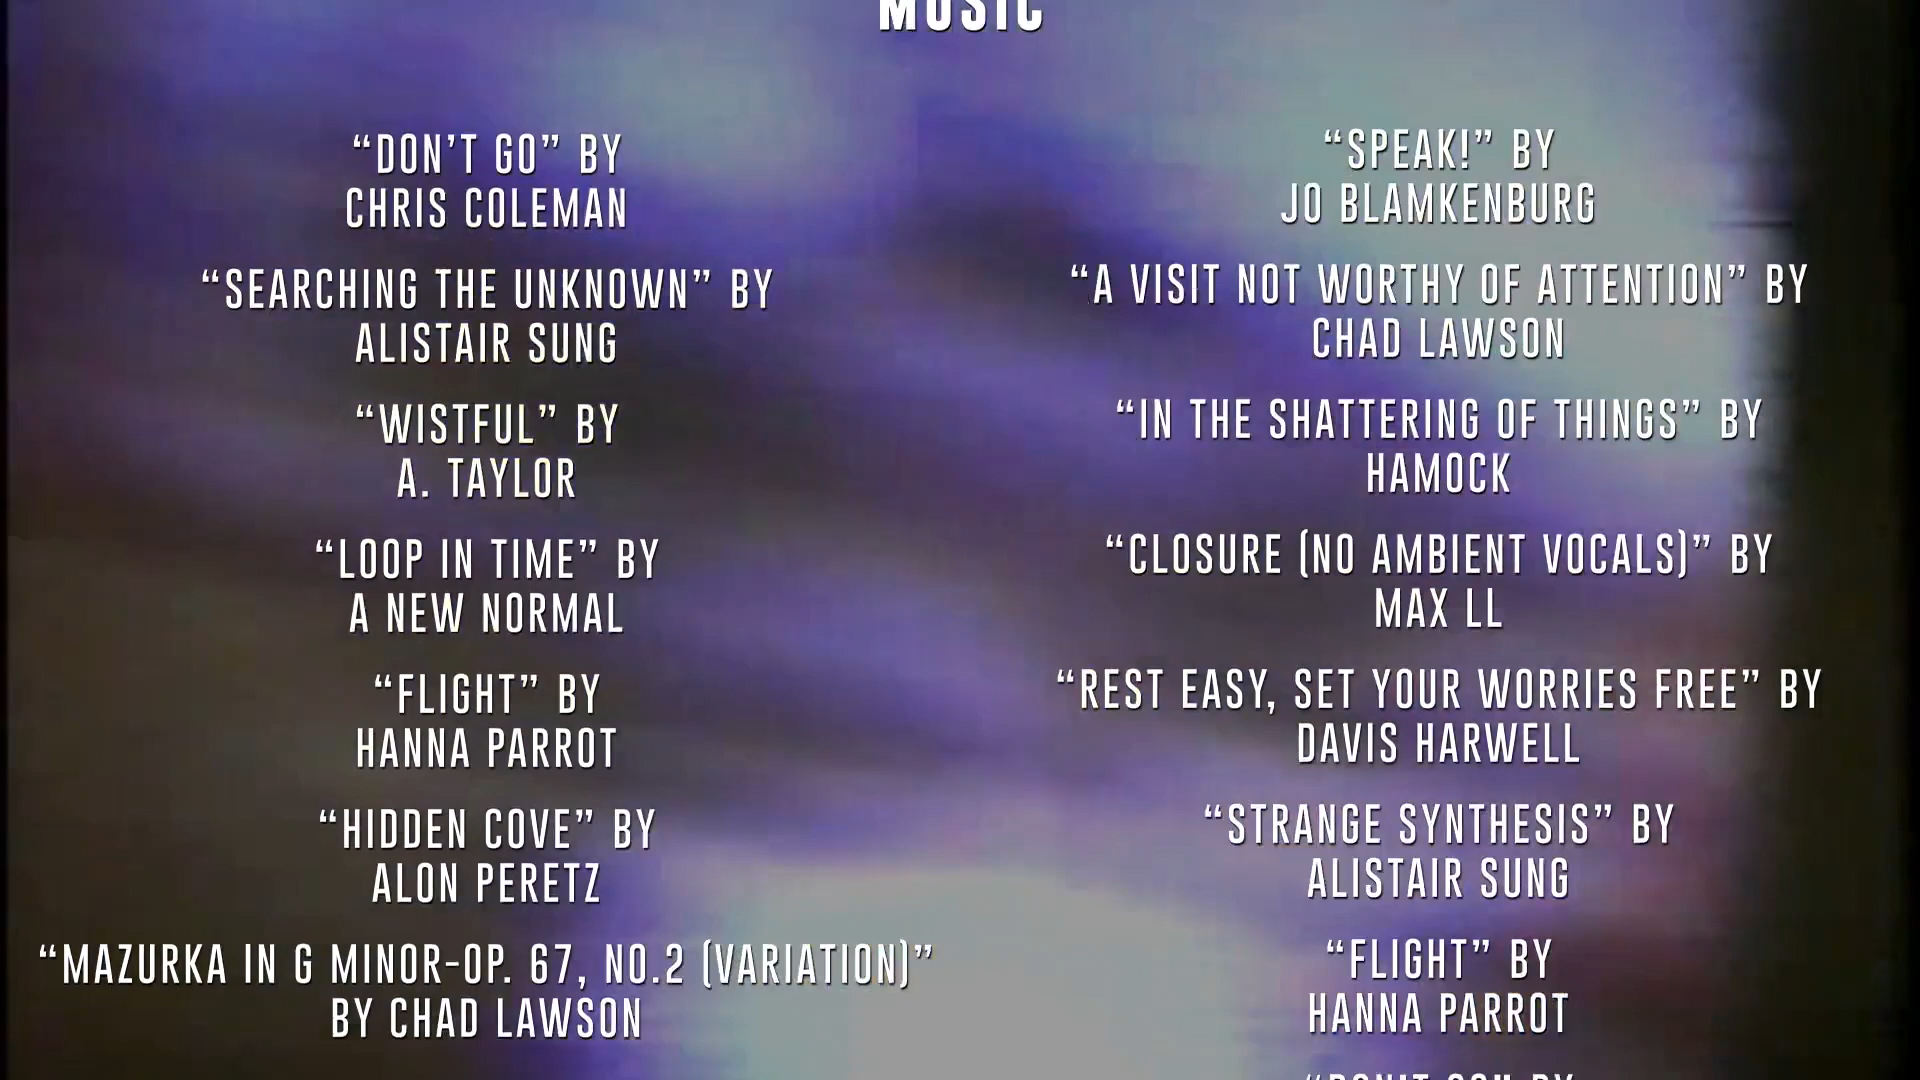 MUSIC
“DON’T GO” BY
CHRIS COLEMAN
“SEARCHING THE UNKNOWN” BY
ALISTAIR SUNG
“WISTFUL” BY
A. TAYLOR
“LOOP IN TIME” BY
A NEW NORMAL
“FLIGHT” BY
HANNA PARROT
“HIDDEN COVE” BY
ALON PERETZ
“MAZURKA IN G MINOR-OP. 67, NO.2 (VARIATION)”
BY CHAD LAWSON
“SPEAK!” BY
JO BLAMKENBURG
“A VISIT NOT WORTHY OF ATTENTION” BY
CHAD LAWSON
“IN THE SHATTERING OF THINGS” BY
HAMOCK
“CLOSURE (NO AMBIENT VOCALS)” BY
MAX LL
“REST EASY, SET YOUR WORRIES FREE” BY
DAVIS HARWELL
“STRANGE SYNTHESIS” BY
ALISTAIR SUNG
“FLIGHT” BY
HANNA PARROT